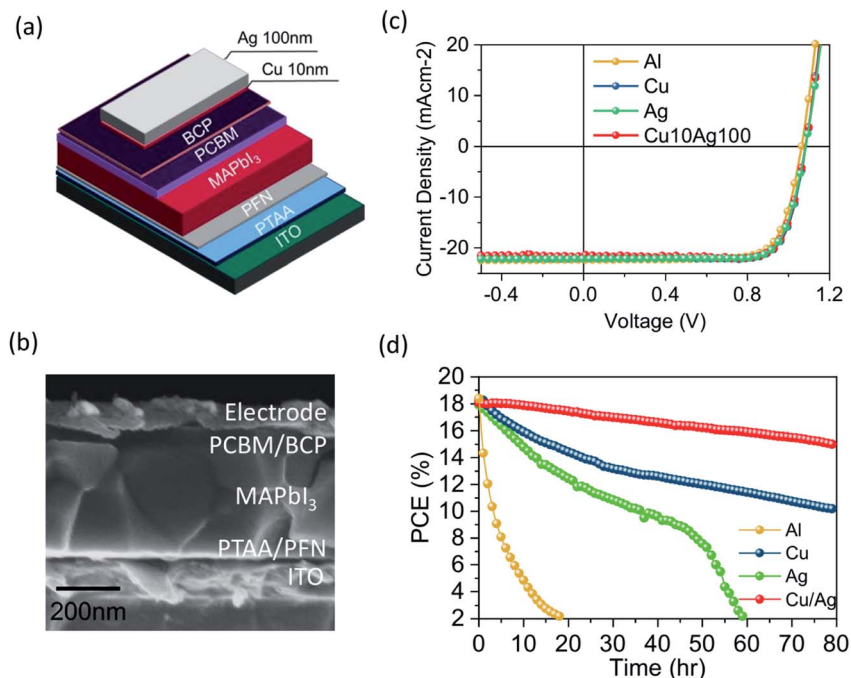 (a)
Ag 100nm
Cu 10nm
BCP
PCBM
MAPbI₃
PFN
PTAA
ITO
(b)
Electrode
PCBM/BCP
MAPbI₃
PTAA/PFN
ITO
200nm
(c)
20
10
0
-10
-20
Current Density (mAcm-2)
Al
Cu
Ag
Cu10Ag100
-0.4 0.0 0.4 0.8 1.2
Voltage (V)
(d)
20
18
16
14
12
10
8
6
4
2
PCE (%)
Al
Cu
Ag
Cu/Ag
0 10 20 30 40 50 60 70 80
Time (hr)